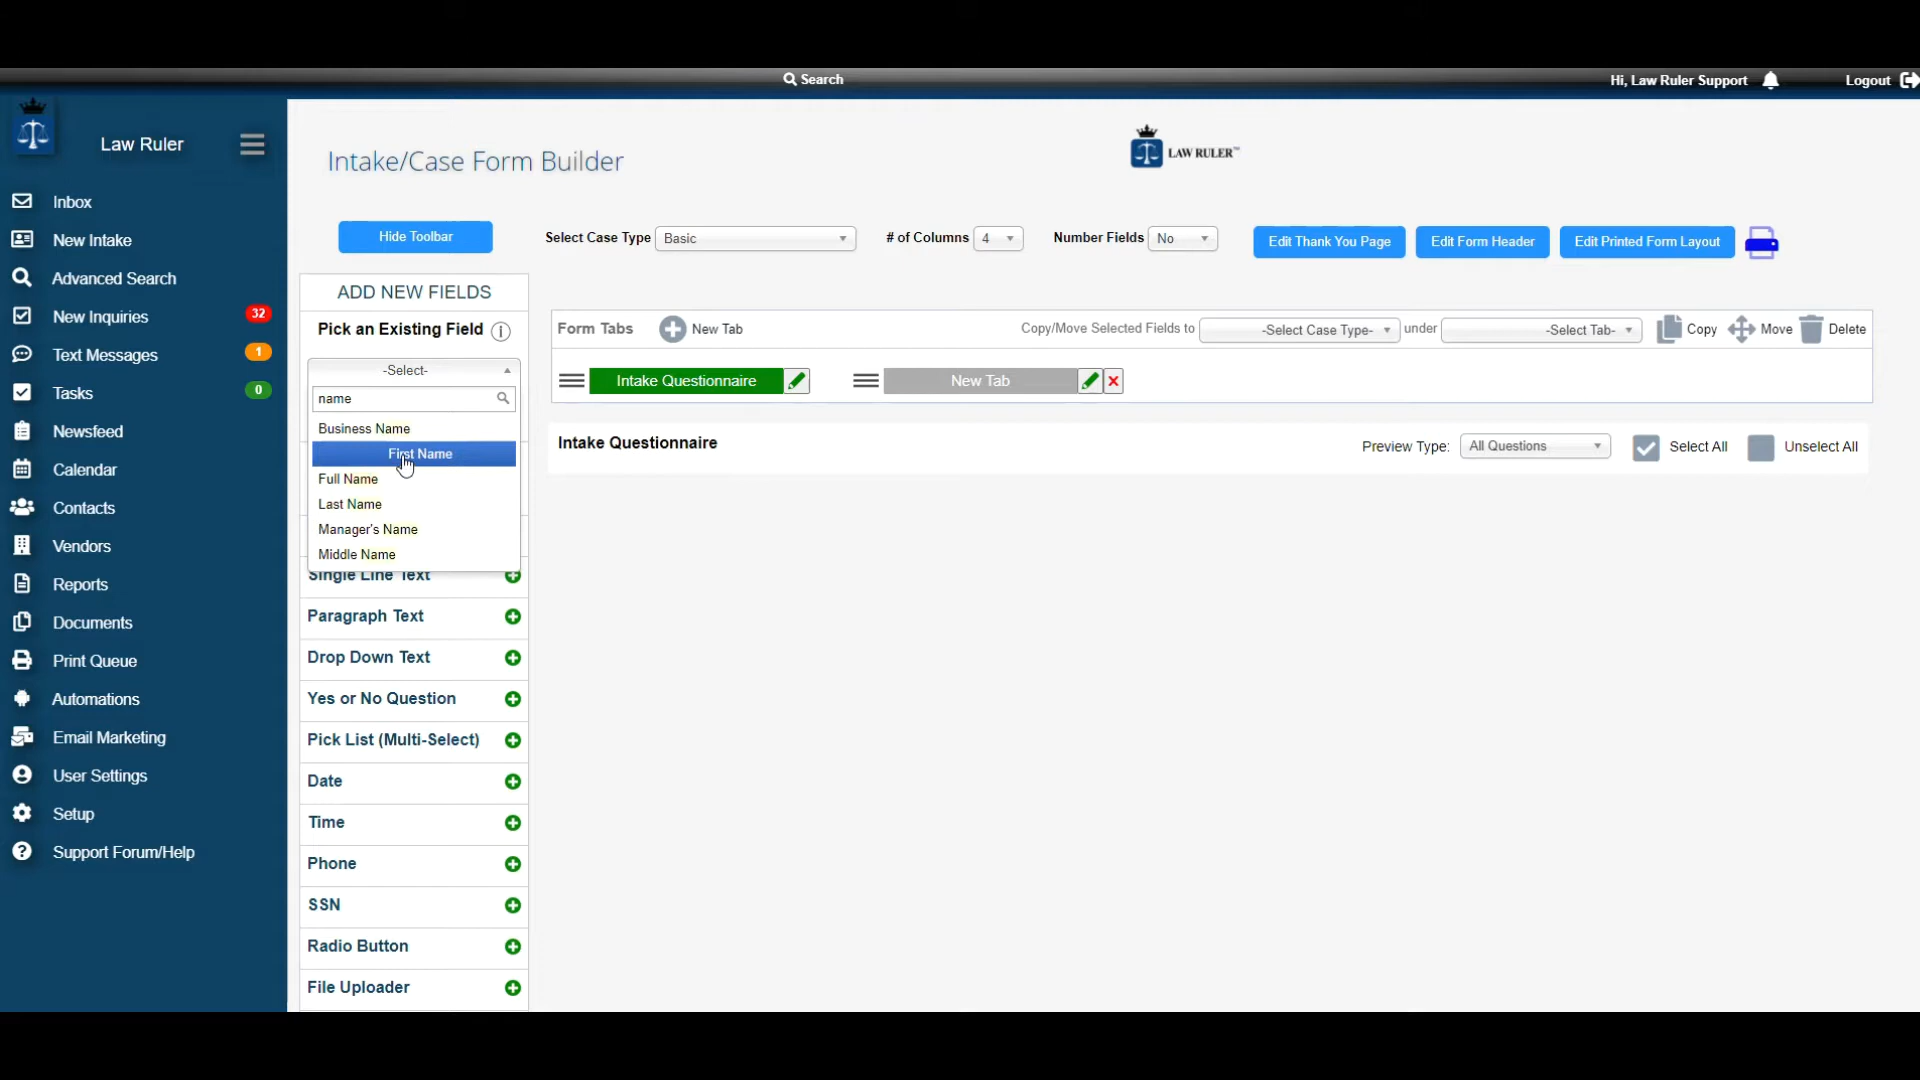 Search
Hi, Law Ruler Support
Logout
Law Ruler
Inbox
New Intake
Advanced Search
New Inquiries 32
Text Messages 1
Tasks 0
Newsfeed
Calendar
Contacts
Vendors
Reports
Documents
Print Queue
Automations
Email Marketing
User Settings
Setup
Support Forum/Help
Intake/Case Form Builder
LAW RULER™
Hide Toolbar
Select Case Type Basic
# of Columns 4
Number Fields No
Edit Thank You Page
Edit Form Header
Edit Printed Form Layout
ADD NEW FIELDS
Pick an Existing Field
-Select-
name
Business Name
First Name
Full Name
Last Name
Manager's Name
Middle Name
Single Line Text
Paragraph Text
Drop Down Text
Yes or No Question
Pick List (Multi-Select)
Date
Time
Phone
SSN
Radio Button
File Uploader
Form Tabs
New Tab
Copy/Move Selected Fields to -Select Case Type- under -Select Tab-
Copy
Move
Delete
Intake Questionnaire
New Tab
Intake Questionnaire
Preview Type: All Questions
Select All
Unselect All